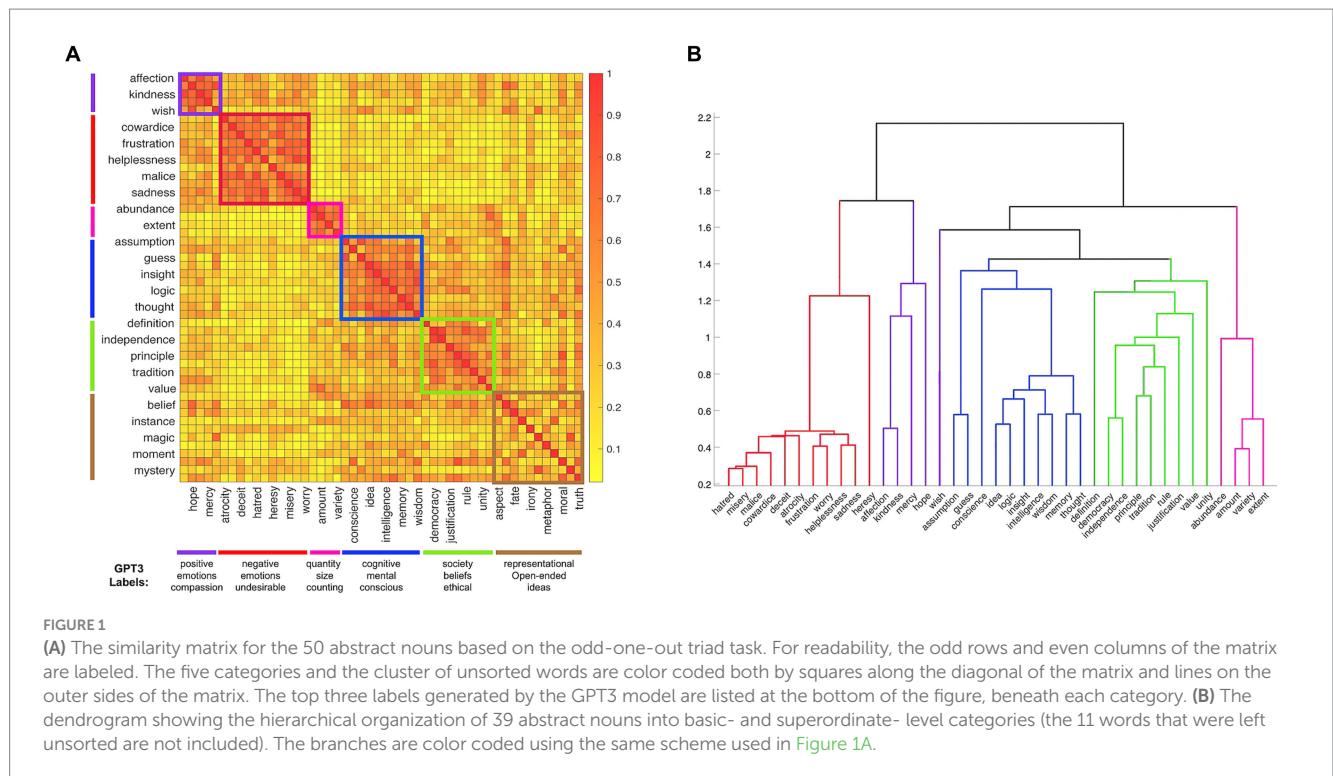 A
B
affection
kindness
wish
cowardice
frustration
helplessness
malice
sadness
abundance
extent
assumption
guess
insight
logic
thought
definition
independence
principle
tradition
value
belief
instance
magic
moment
mystery
hope
mercy
atrocity
deceit
hatred
heresy
misery
worry
amount
variety
conscience
idea
intelligence
memory
wisdom
democracy
justification
rule
unity
aspect
fate
irony
metaphor
moral
truth
1
0.9
0.8
0.7
0.6
0.5
0.4
0.3
0.2
0.1
GPT3
Labels:
positive
emotions
compassion
negative
emotions
undesirable
quantity
size
counting
cognitive
mental
conscious
society
beliefs
ethical
representational
Open-ended
ideas
2.2
2
1.8
1.6
1.4
1.2
1
0.8
0.6
0.4
0.2
hatred
misery
malice
cowardice
deceit
atrocity
frustration
worry
helplessness
sadness
heresy
affection
kindness
mercy
hope
wish
assumption
guess
conscience
idea
logic
insight
intelligence
wisdom
memory
thought
definition
democracy
independence
principle
tradition
rule
justification
value
unity
abundance
amount
variety
extent
FIGURE 1
(A) The similarity matrix for the 50 abstract nouns based on the odd-one-out triad task. For readability, the odd rows and even columns of the matrix
are labeled. The five categories and the cluster of unsorted words are color coded both by squares along the diagonal of the matrix and lines on the
outer sides of the matrix. The top three labels generated by the GPT3 model are listed at the bottom of the figure, beneath each category. (B) The
dendrogram showing the hierarchical organization of 39 abstract nouns into basic- and superordinate- level categories (the 11 words that were left
unsorted are not included). The branches are color coded using the same scheme used in Figure 1A.